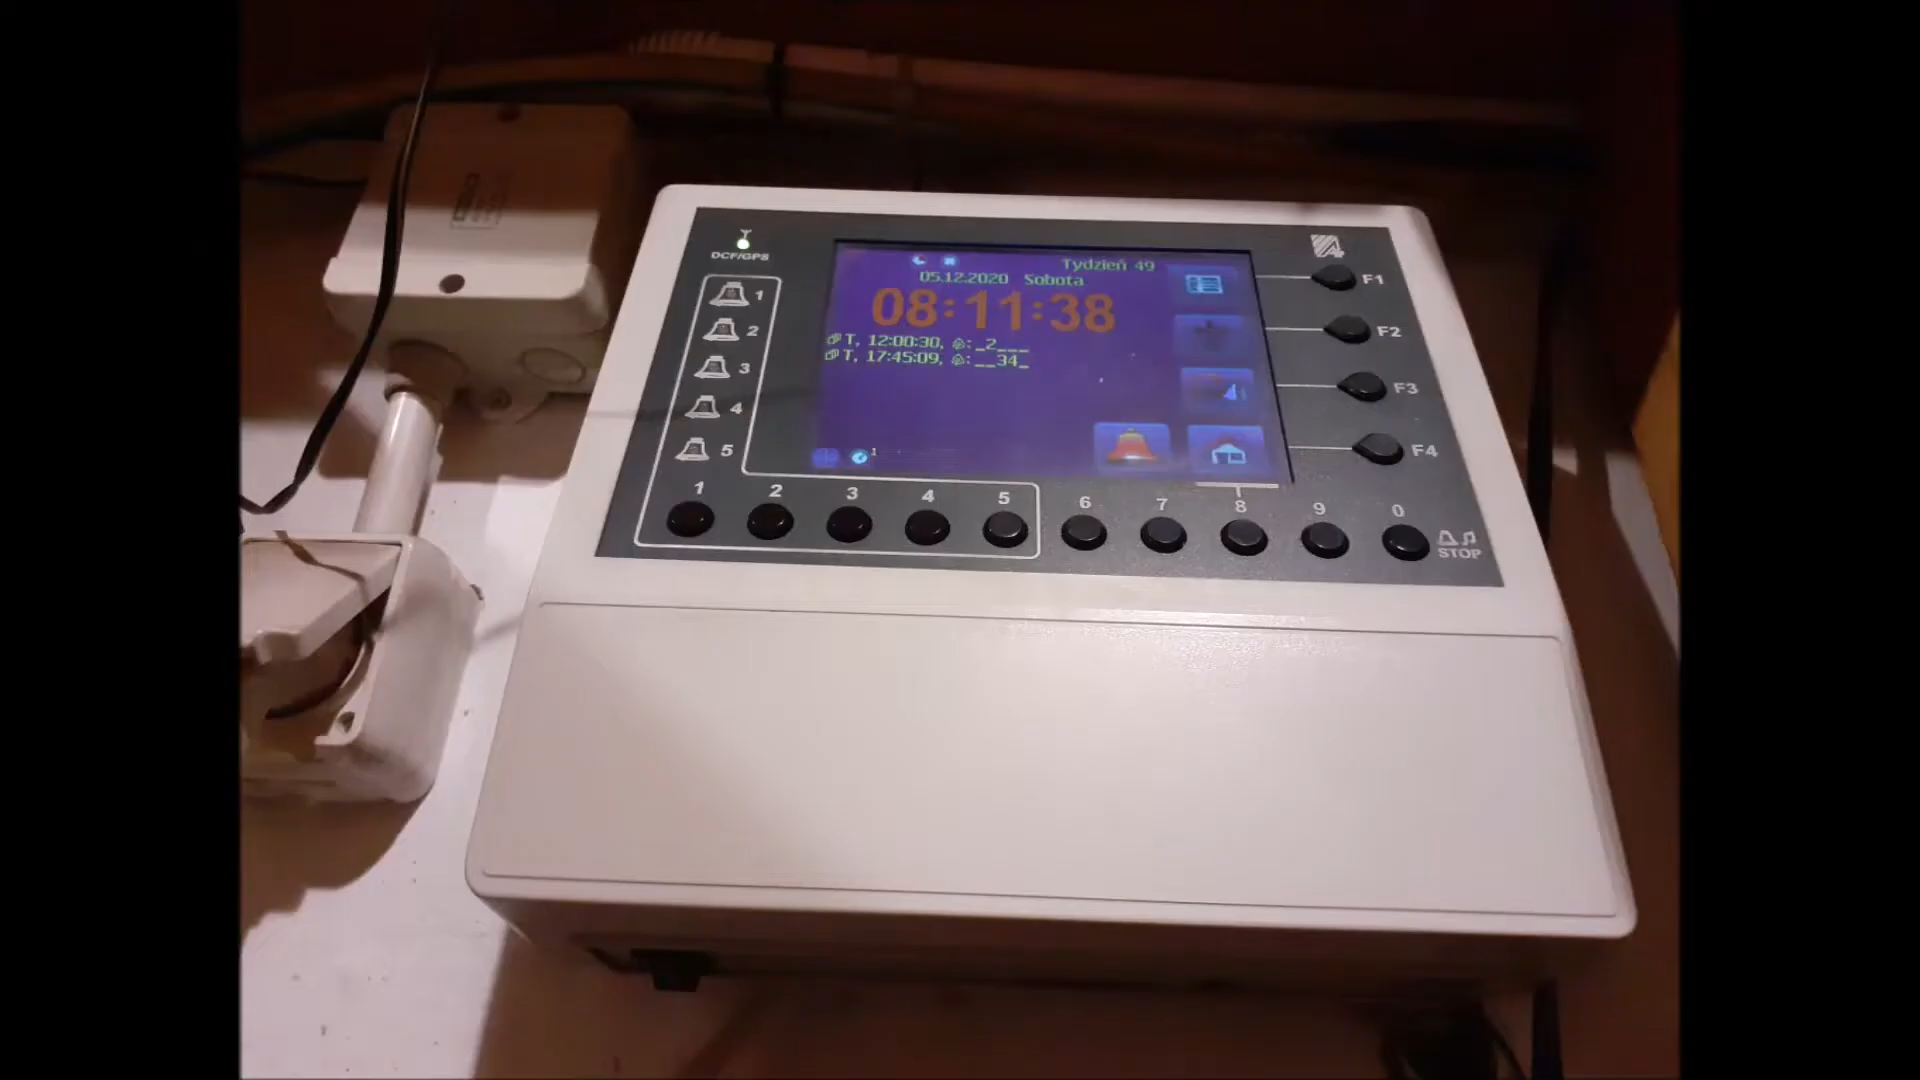 DCF/GPS
Tydzień 49
05.12.2020 Sobota
08:11:38
T, 12:00:30, : _2___
T, 17:45:09, : __34_
1
1
2
3
4
5
F1
F2
F3
F4
1 2 3 4 5 6 7 8 9 0
STOP